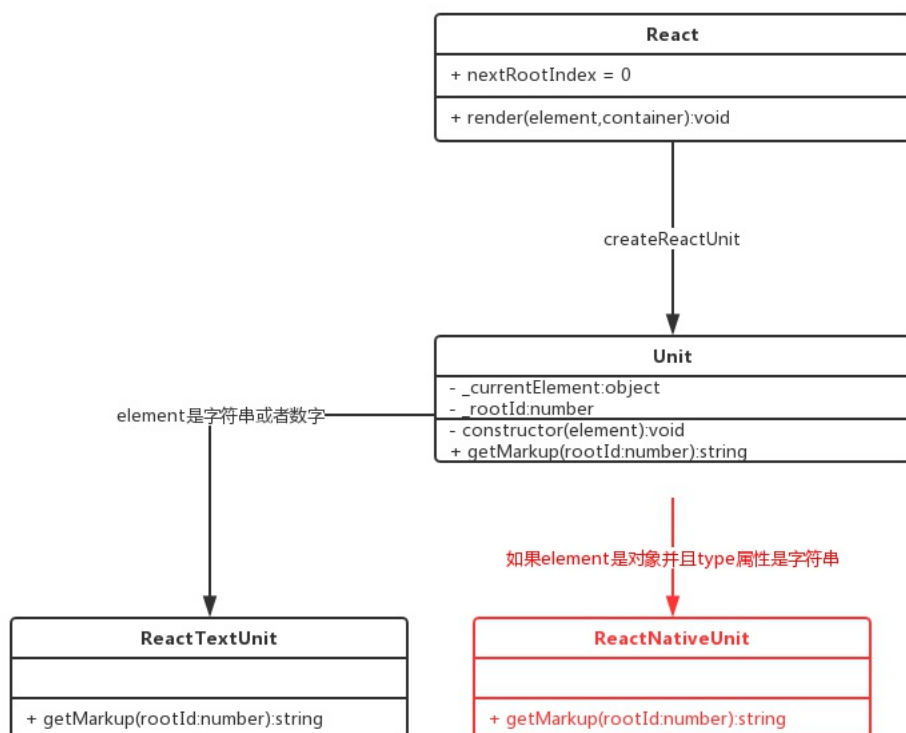 React
+ nextRootIndex = 0
+ render(element,container):void
createReactUnit
Unit
- _currentElement:object
- _rootId:number
- constructor(element):void
+ getMarkup(rootId:number):string
element是字符串或者数字
如果element是对象并且type属性是字符串
ReactTextUnit
+ getMarkup(rootId:number):string
ReactNativeUnit
+ getMarkup(rootId:number):string